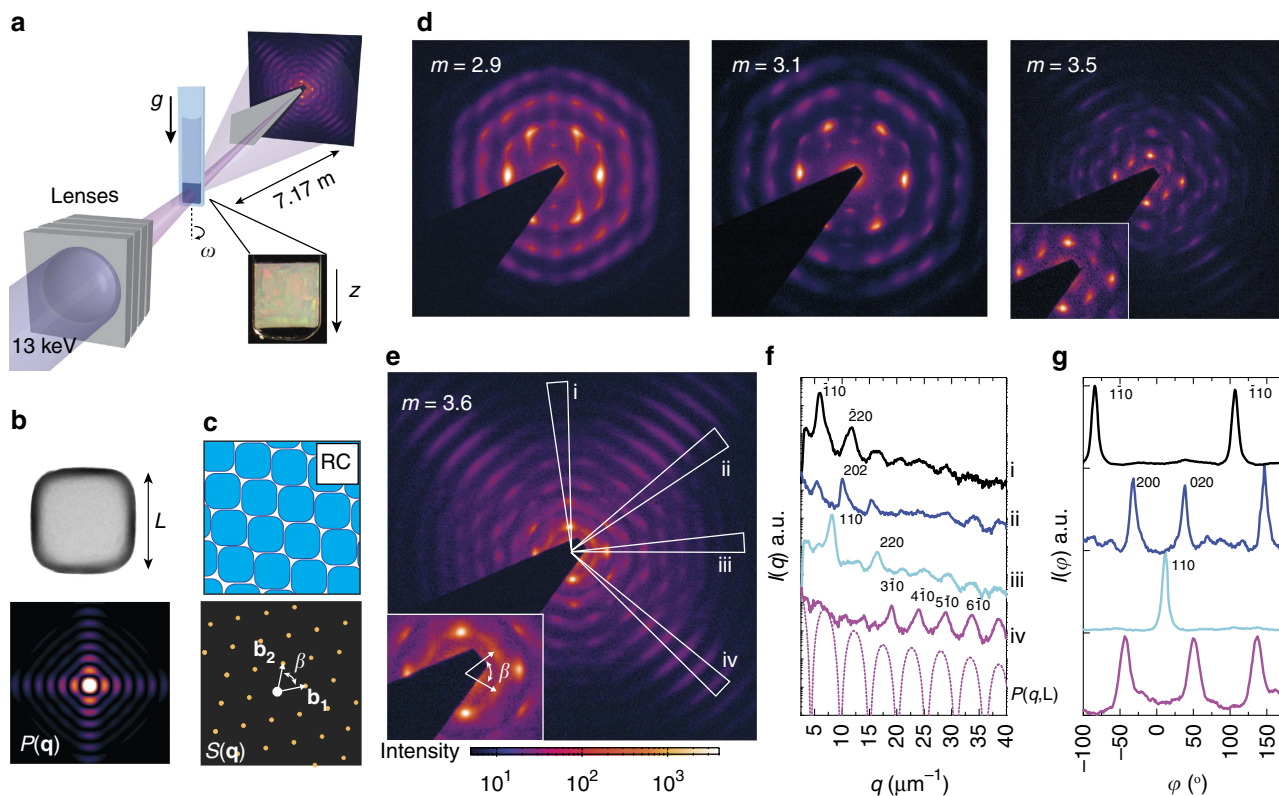 a
g
Lenses
7.17 m
ω
z
13 keV
b
L
P(q)
c
RC
b₂
β
b₁
S(q)
d
m = 2.9
m = 3.1
m = 3.5
e
m = 3.6
i
ii
iii
iv
β
Intensity
10¹
10²
10³
f
I(q) a.u.
1̄10
2̄20
i
202
ii
110
220
iii
31̄0
41̄0
51̄0
61̄0
iv
P(q,L)
5 10 15 20 25 30 35 40
q (μm⁻¹)
g
I(φ) a.u.
11̄0
1̄10
200
020
110
−100 −50 0 50 100 150
φ (°)